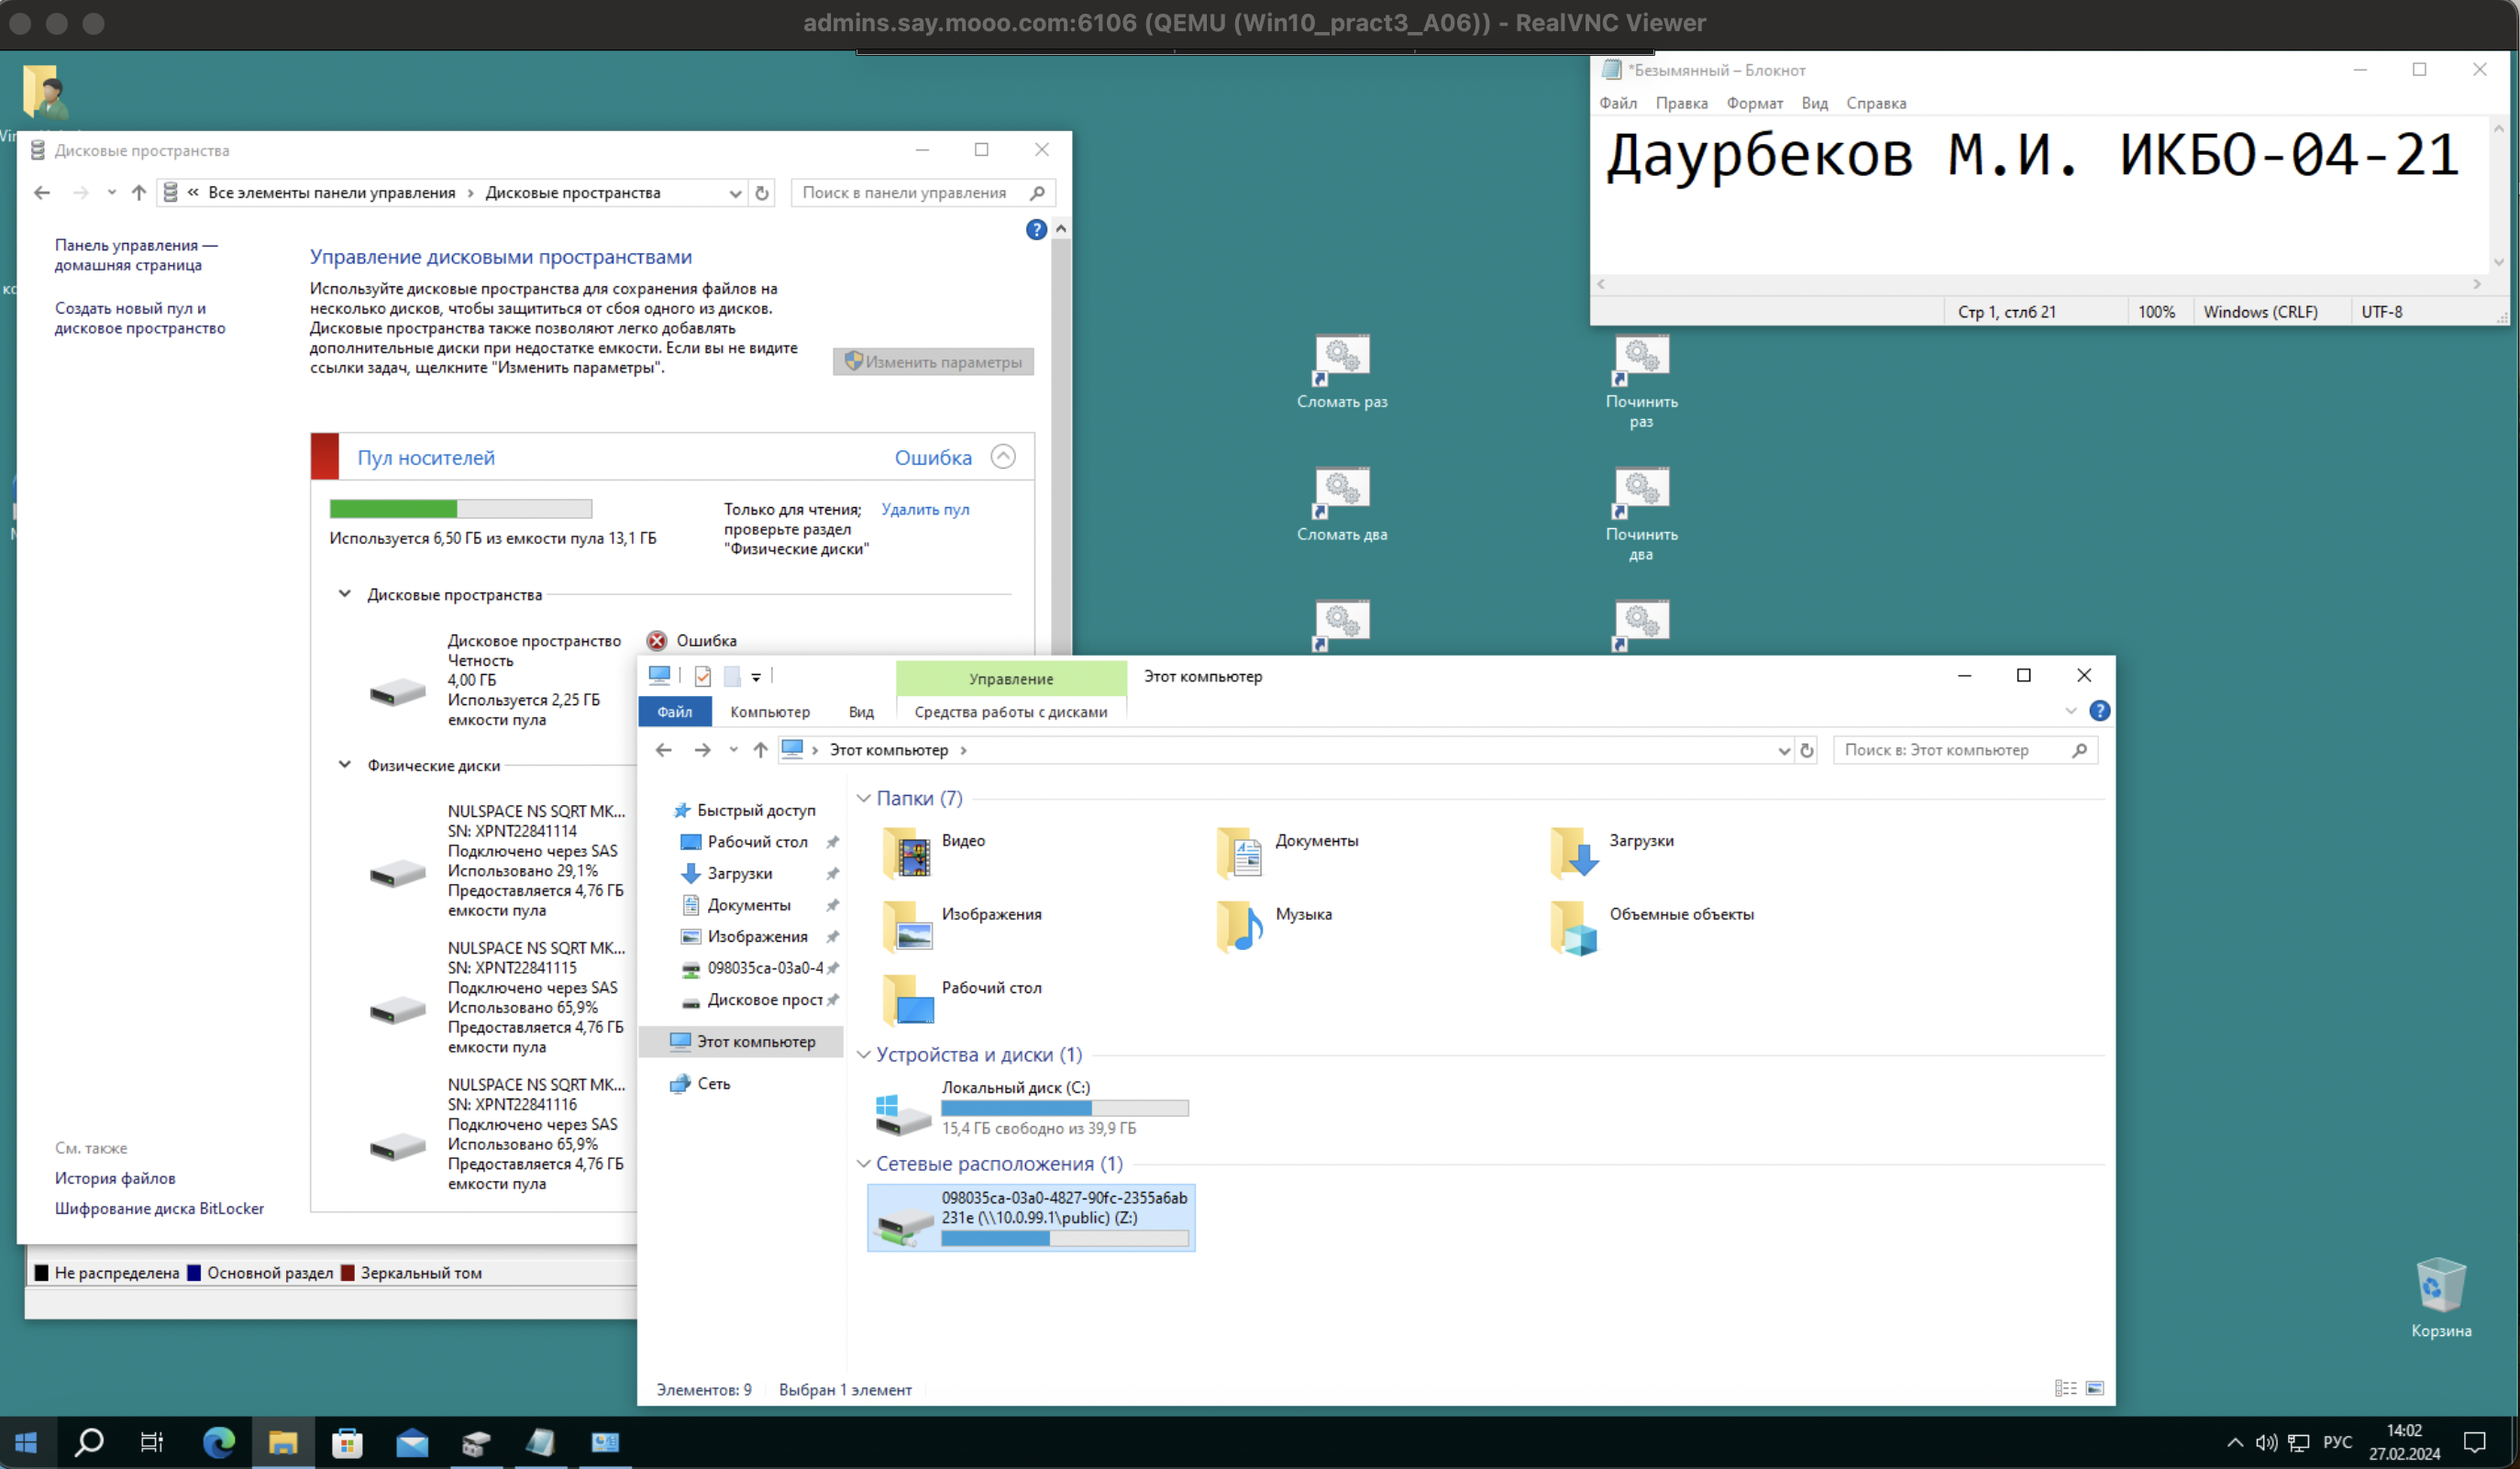 admins.say.mooo.com:6106 (QEMU (Win10_pract3_A06)) - RealVNC Viewer
*Безымянный – Блокнот
Файл Правка Формат Вид Справка
Даурбеков М.И. ИКБО-04-21
Стр 1, стлб 21 100% Windows (CRLF) UTF-8
Дисковые пространства
« Все элементы панели управления › Дисковые пространства
Поиск в панели управления
Панель управления —
домашняя страница
Создать новый пул и
дисковое пространство
Управление дисковыми пространствами
Используйте дисковые пространства для сохранения файлов на
несколько дисков, чтобы защититься от сбоя одного из дисков.
Дисковые пространства также позволяют легко добавлять
дополнительные диски при недостатке емкости. Если вы не видите
ссылки задач, щелкните "Изменить параметры".
Изменить параметры
Пул носителей
Ошибка
Используется 6,50 ГБ из емкости пула 13,1 ГБ
Только для чтения;
проверьте раздел
"Физические диски"
Удалить пул
Дисковые пространства
Дисковое пространство
Четность
4,00 ГБ
Используется 2,25 ГБ
емкости пула
Ошибка
Физические диски
NULSPACE NS SQRT MK...
SN: XPNT22841114
Подключено через SAS
Использовано 29,1%
Предоставляется 4,76 ГБ
емкости пула
NULSPACE NS SQRT MK...
SN: XPNT22841115
Подключено через SAS
Использовано 65,9%
Предоставляется 4,76 ГБ
емкости пула
NULSPACE NS SQRT MK...
SN: XPNT22841116
Подключено через SAS
Использовано 65,9%
Предоставляется 4,76 ГБ
емкости пула
См. также
История файлов
Шифрование диска BitLocker
Не распределена Основной раздел Зеркальный том
Сломать раз
Починить
раз
Сломать два
Починить
два
Управление
Этот компьютер
Файл Компьютер Вид Средства работы с дисками
Этот компьютер ›
Поиск в: Этот компьютер
Быстрый доступ
Рабочий стол
Загрузки
Документы
Изображения
098035ca-03a0-4
Дисковое прост
Этот компьютер
Сеть
Папки (7)
Видео
Документы
Загрузки
Изображения
Музыка
Объемные объекты
Рабочий стол
Устройства и диски (1)
Локальный диск (C:)
15,4 ГБ свободно из 39,9 ГБ
Сетевые расположения (1)
098035ca-03a0-4827-90fc-2355a6ab
231e (\\10.0.99.1\public) (Z:)
Элементов: 9 Выбран 1 элемент
Корзина
РУС
14:02
27.02.2024